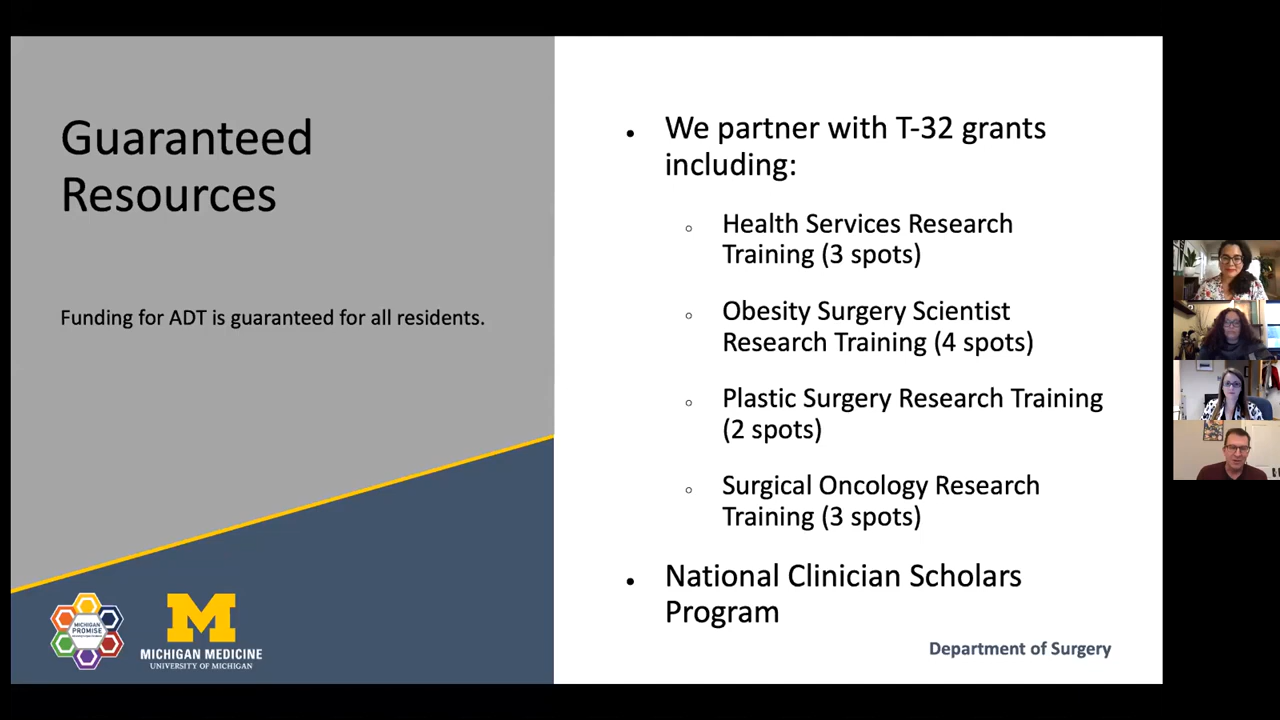 Guaranteed
Resources
Funding for ADT is guaranteed for all residents.
MICHIGAN
PROMISE
M
MICHIGAN MEDICINE
UNIVERSITY OF MICHIGAN
We partner with T-32 grants
including:
Health Services Research
Training (3 spots)
Obesity Surgery Scientist
Research Training (4 spots)
Plastic Surgery Research Training
(2 spots)
Surgical Oncology Research
Training (3 spots)
National Clinician Scholars
Program
Department of Surgery